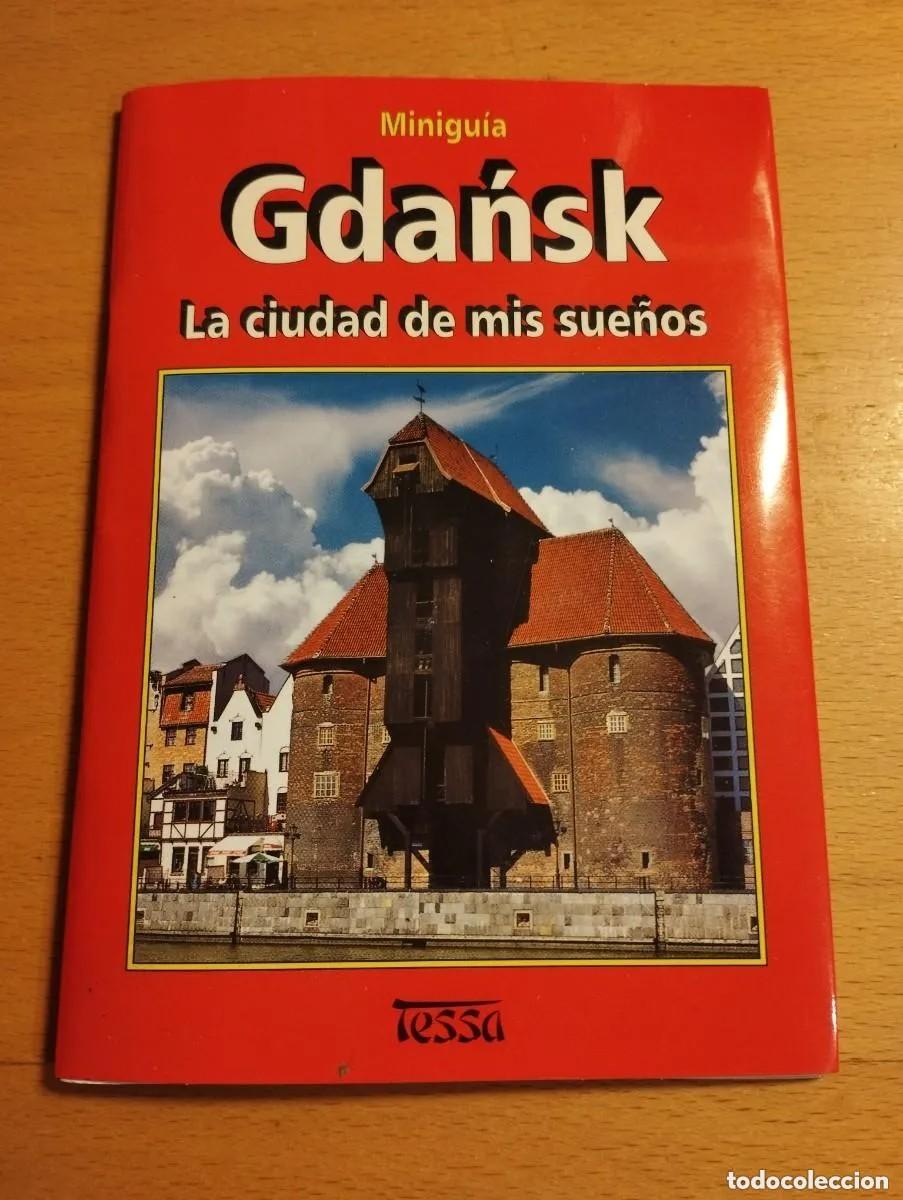 Miniguía
Gdańsk
La ciudad de mis sueños
Tessa
todocoleccion